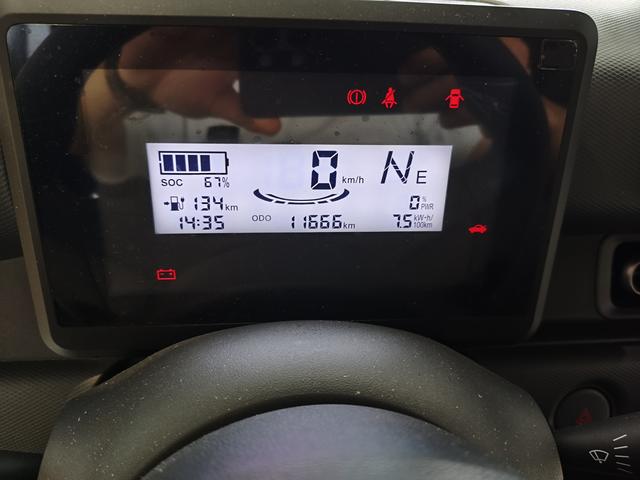 0 km/h N E
SOC 67%
134 km 0 % PWR
14:35 ODO 11666 km 7.5 kW·h/100km